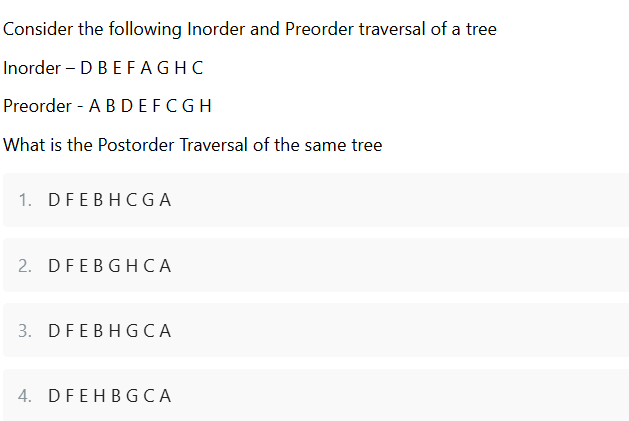 Consider the following Inorder and Preorder traversal of a tree
Inorder – D B E F A G H C
Preorder - A B D E F C G H
What is the Postorder Traversal of the same tree
1. D F E B H C G A
2. D F E B G H C A
3. D F E B H G C A
4. D F E H B G C A